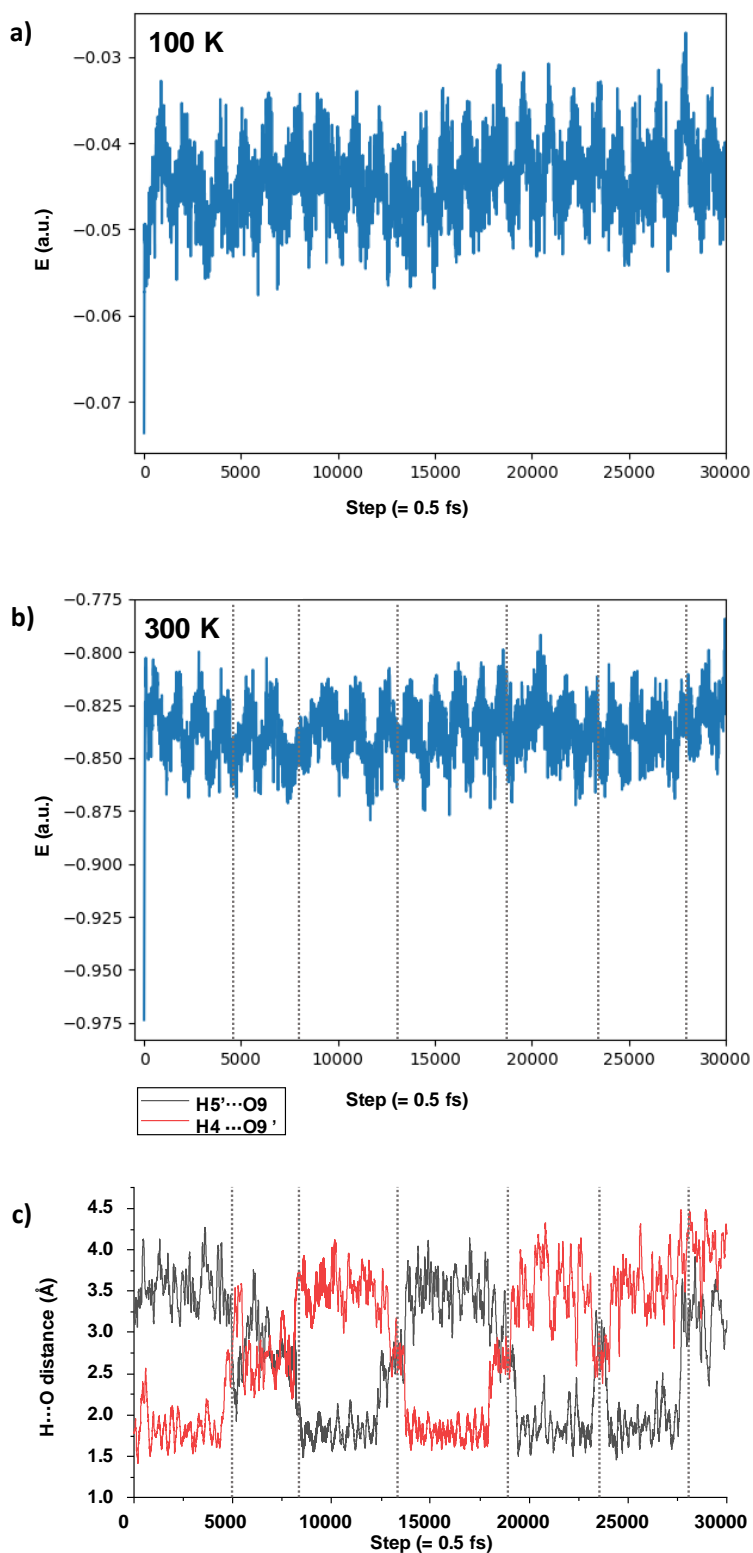 a)
100 K
−0.03
−0.04
−0.05
−0.06
−0.07
E (a.u.)
0 5000 10000 15000 20000 25000 30000
Step (= 0.5 fs)
b)
300 K
−0.775
−0.800
−0.825
−0.850
−0.875
−0.900
−0.925
−0.950
−0.975
E (a.u.)
0 5000 10000 15000 20000 25000 30000
Step (= 0.5 fs)
H5’···O9
H4 ···O9 ’
c)
4.5
4.0
3.5
3.0
2.5
2.0
1.5
1.0
H···O distance (Å)
0 5000 10000 15000 20000 25000 30000
Step (= 0.5 fs)